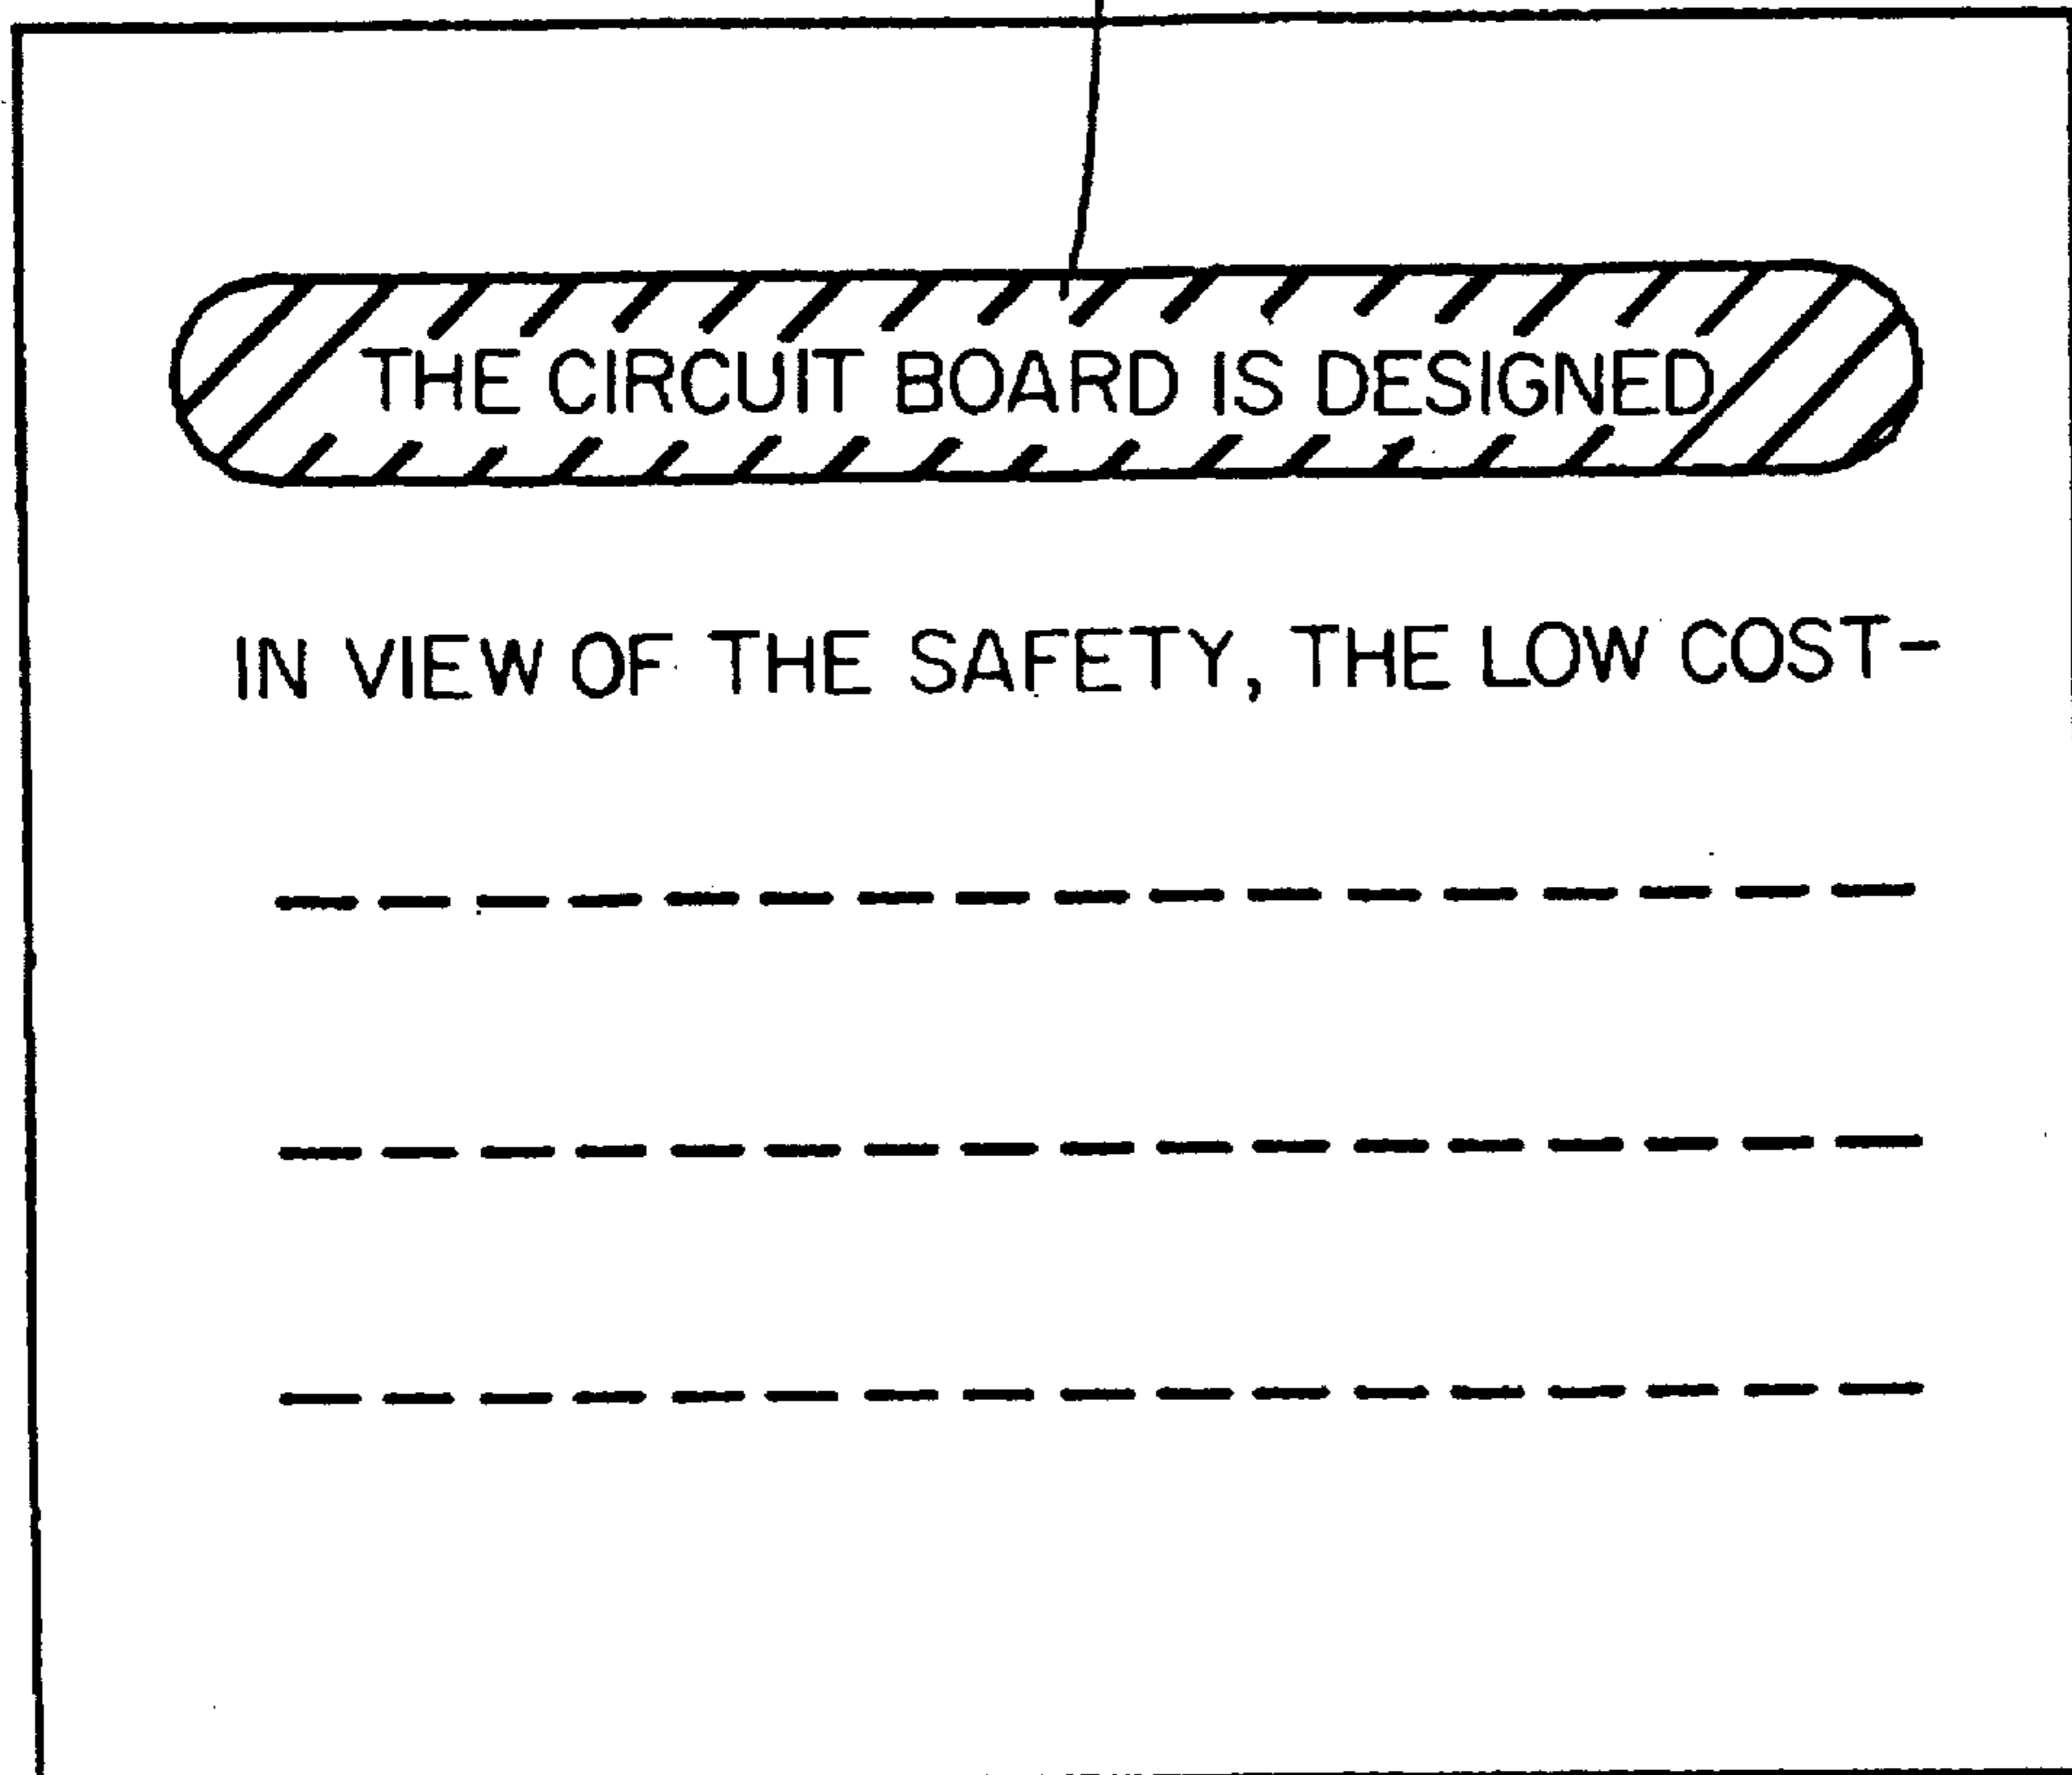 THE CIRCUIT BOARD IS DESIGNED
IN VIEW OF THE SAFETY, THE LOW COST-